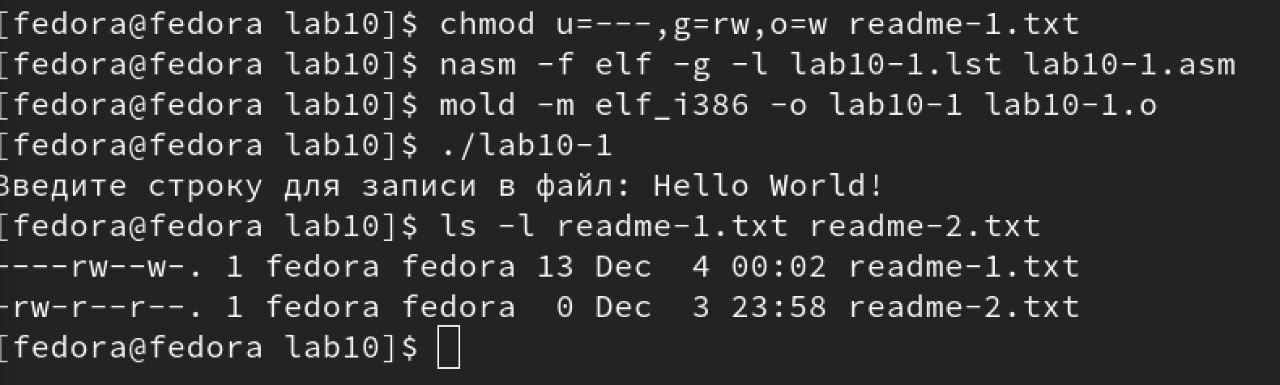 [fedora@fedora lab10]$ chmod u=---,g=rw,o=w readme-1.txt
[fedora@fedora lab10]$ nasm -f elf -g -l lab10-1.lst lab10-1.asm
[fedora@fedora lab10]$ mold -m elf_i386 -o lab10-1 lab10-1.o
[fedora@fedora lab10]$ ./lab10-1
Введите строку для записи в файл: Hello World!
[fedora@fedora lab10]$ ls -l readme-1.txt readme-2.txt
----rw--w-. 1 fedora fedora 13 Dec  4 00:02 readme-1.txt
-rw-r--r--. 1 fedora fedora  0 Dec  3 23:58 readme-2.txt
[fedora@fedora lab10]$